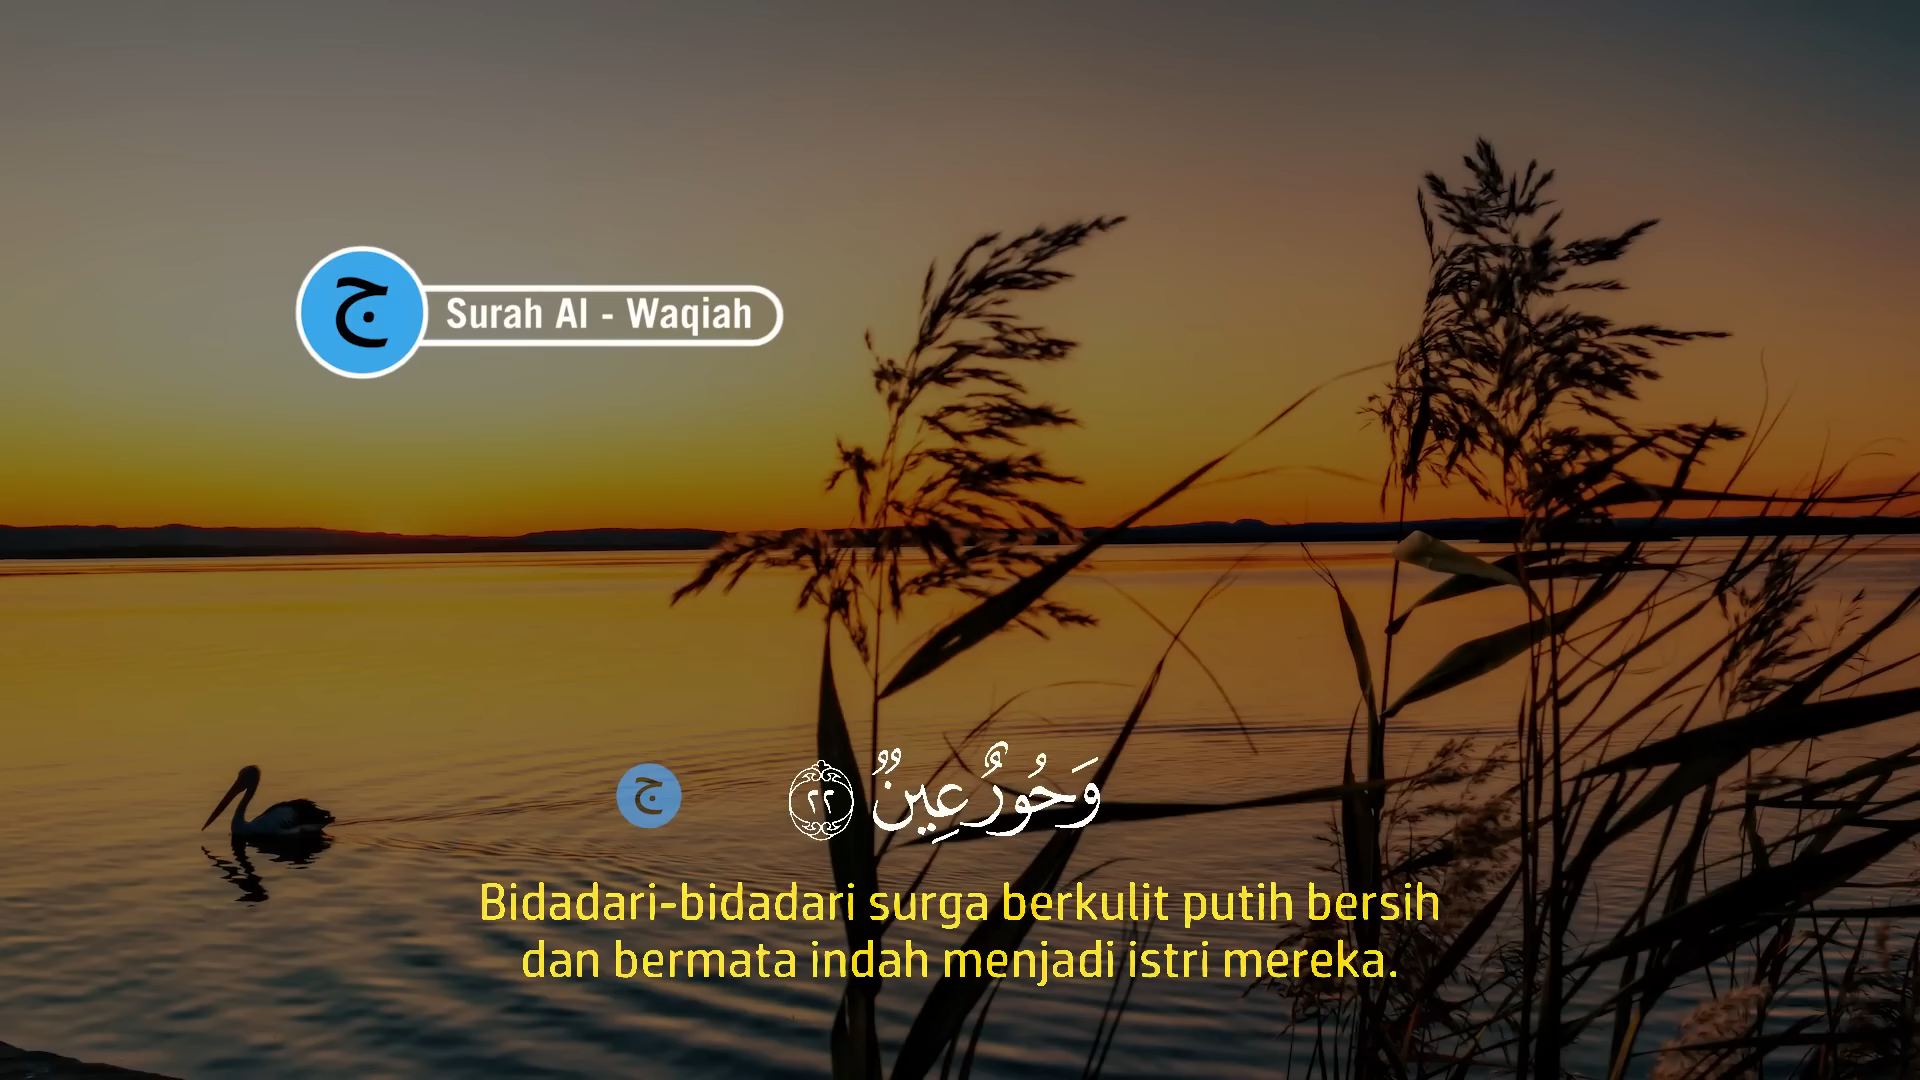 ج
Surah Al - Waqiah
ج
وَحُورٌ عِينٌ ٢٢
Bidadari-bidadari surga berkulit putih bersih
dan bermata indah menjadi istri mereka.